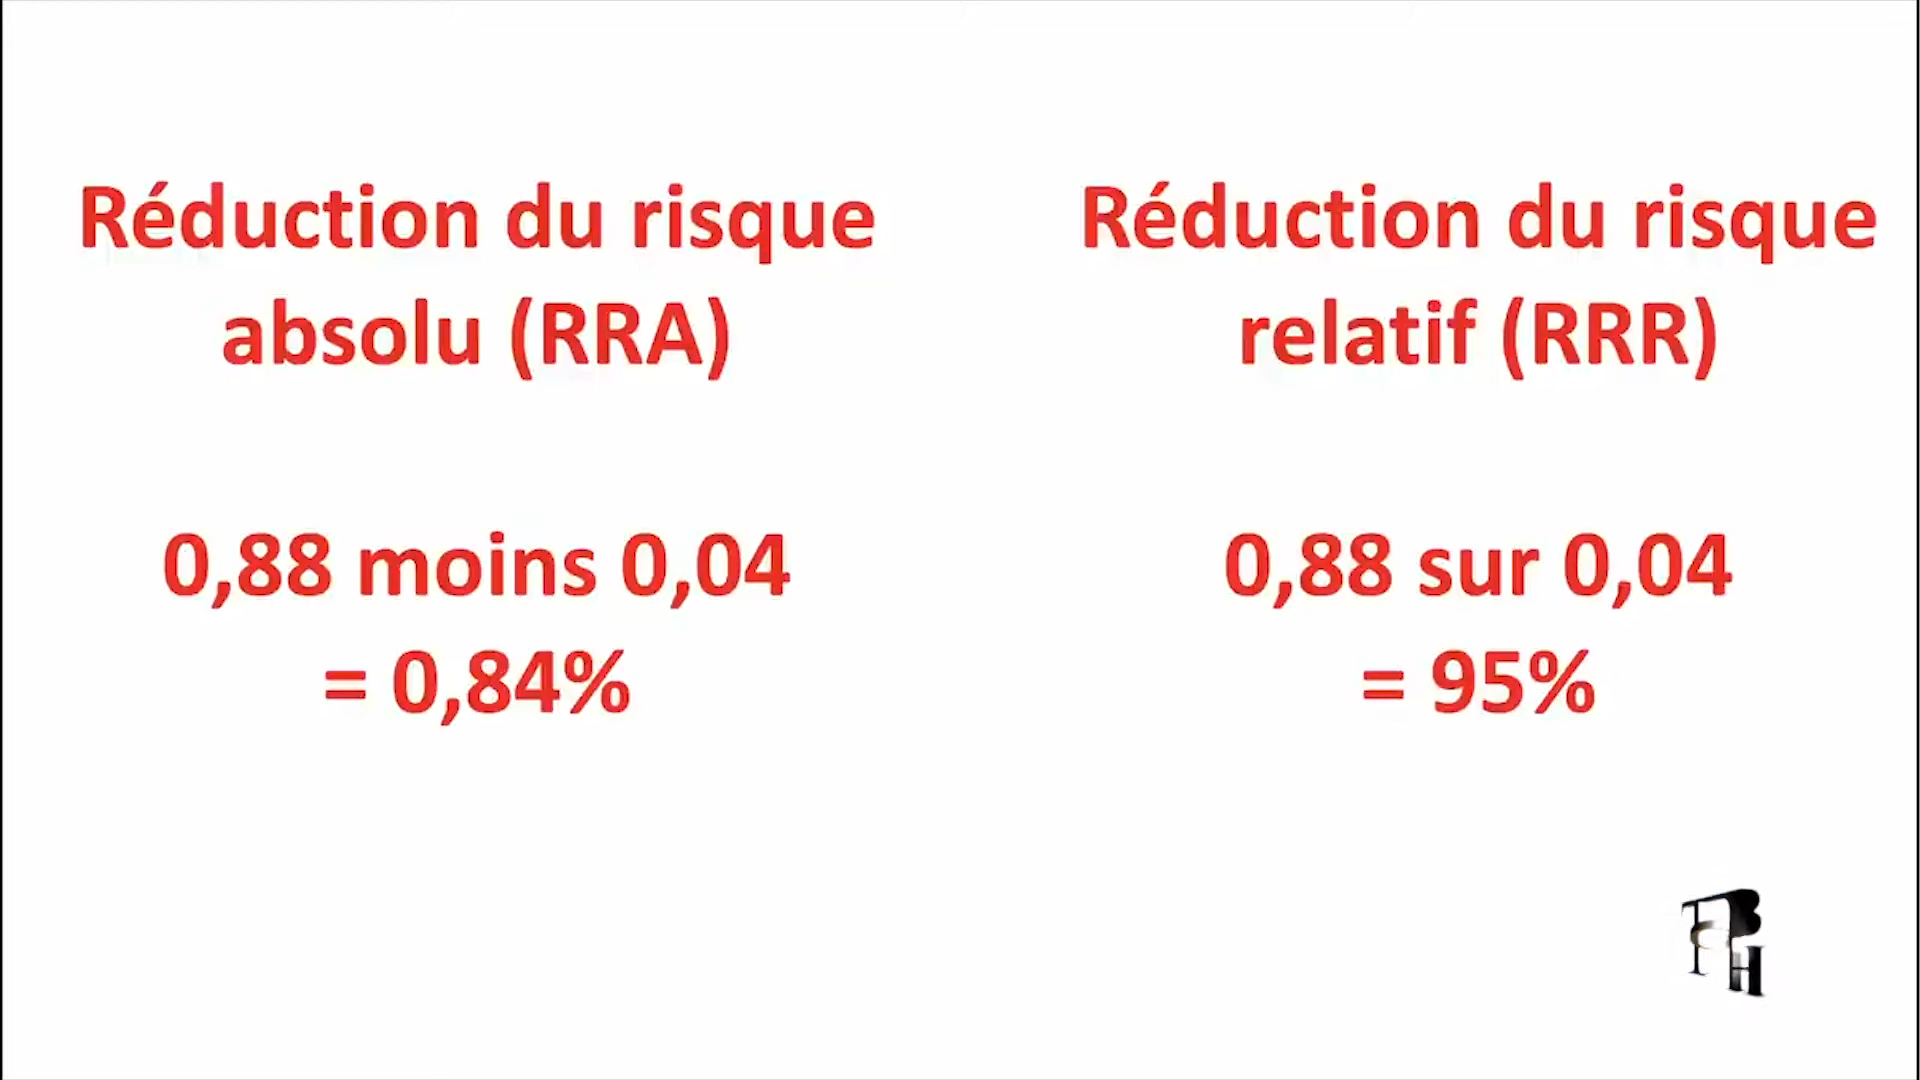 Réduction du risque
absolu (RRA)
0,88 moins 0,04
= 0,84%
Réduction du risque
relatif (RRR)
0,88 sur 0,04
= 95%